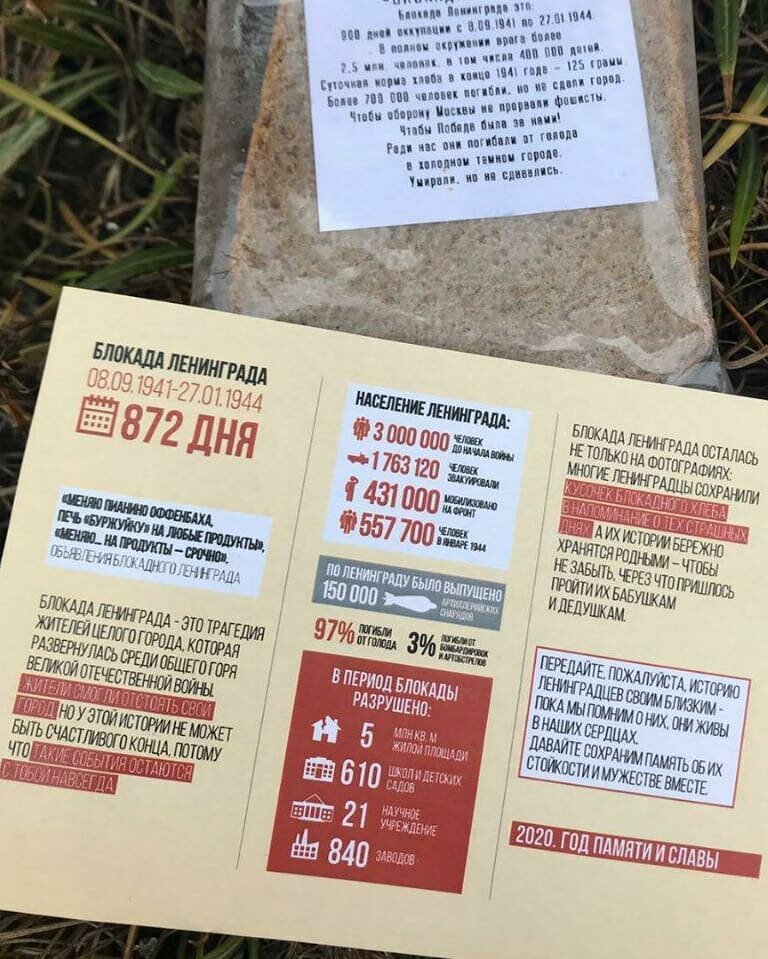 Блокада Ленинграда это:
900 дней оккупации с 8.09.1941 по 27.01.1944.
В полном окружении врага более
2,5 млн. человек, в том числе 400 000 детей.
Суточная норма хлеба в конце 1941 года - 125 грамм.
Более 700 000 человек погибли, но не сдали город.
Чтобы оборону Москвы не прорвали фошисты.
Чтобы Победа была за нами!
Ради нас они погибали от голода
в холодном темном городе.
Умирали, но не сдавались.
БЛОКАДА ЛЕНИНГРАДА
08.09.1941-27.01.1944
872 ДНЯ
«МЕНЯЮ ПИАНИНО ОФФЕНБАХА,
ПЕЧЬ «БУРЖУЙКУ» НА ЛЮБЫЕ ПРОДУКТЫ»,
«МЕНЯЮ... НА ПРОДУКТЫ – СРОЧНО».
ОБЪЯВЛЕНИЯ БЛОКАДНОГО ЛЕНИНГРАДА
БЛОКАДА ЛЕНИНГРАДА - ЭТО ТРАГЕДИЯ
ЖИТЕЛЕЙ ЦЕЛОГО ГОРОДА, КОТОРАЯ
РАЗВЕРНУЛАСЬ СРЕДИ ОБЩЕГО ГОРЯ
ВЕЛИКОЙ ОТЕЧЕСТВЕННОЙ ВОЙНЫ.
ЖИТЕЛИ СМОГЛИ ОТСТОЯТЬ СВОЙ
ГОРОД НО У ЭТОЙ ИСТОРИИ НЕ МОЖЕТ
БЫТЬ СЧАСТЛИВОГО КОНЦА. ПОТОМУ
ЧТО ТАКИЕ СОБЫТИЯ ОСТАЮТСЯ
С ТОБОЙ НАВСЕГДА
НАСЕЛЕНИЕ ЛЕНИНГРАДА:
3 000 000 ЧЕЛОВЕК
ДО НАЧАЛА ВОЙНЫ
1 763 120 ЧЕЛОВЕК
ЭВАКУИРОВАЛИ
431 000 МОБИЛИЗОВАНО
НА ФРОНТ
557 700 ЧЕЛОВЕК
В ЯНВАРЕ 1944
ПО ЛЕНИНГРАДУ БЫЛО ВЫПУЩЕНО
150 000 АРТИЛЛЕРИЙСКИХ
СНАРЯДОВ
97% ПОГИБЛИ
ОТ ГОЛОДА
3% ПОГИБЛИ ОТ
БОМБАРДИРОВОК
И АРТОБСТРЕЛОВ
В ПЕРИОД БЛОКАДЫ
РАЗРУШЕНО:
5 МЛН КВ. М
ЖИЛОЙ ПЛОЩАДИ
610 ШКОЛ И ДЕТСКИХ
САДОВ
21 НАУЧНОЕ
УЧРЕЖДЕНИЕ
840 ЗАВОДОВ
БЛОКАДА ЛЕНИНГРАДА ОСТАЛАСЬ
НЕ ТОЛЬКО НА ФОТОГРАФИЯХ:
МНОГИЕ ЛЕНИНГРАДЦЫ СОХРАНИЛИ
КУСОЧЕК БЛОКАДНОГО ХЛЕБА
В НАПОМИНАНИЕ О ТЕХ СТРАШНЫХ
ДНЯХ А ИХ ИСТОРИИ БЕРЕЖНО
ХРАНЯТСЯ РОДНЫМИ – ЧТОБЫ
НЕ ЗАБЫТЬ, ЧЕРЕЗ ЧТО ПРИШЛОСЬ
ПРОЙТИ ИХ БАБУШКАМ
И ДЕДУШКАМ.
ПЕРЕДАЙТЕ, ПОЖАЛУЙСТА, ИСТОРИЮ
ЛЕНИНГРАДЦЕВ СВОИМ БЛИЗКИМ -
ПОКА МЫ ПОМНИМ О НИХ, ОНИ ЖИВЫ
В НАШИХ СЕРДЦАХ.
ДАВАЙТЕ СОХРАНИМ ПАМЯТЬ ОБ ИХ
СТОЙКОСТИ И МУЖЕСТВЕ ВМЕСТЕ.
2020. ГОД ПАМЯТИ И СЛАВЫ